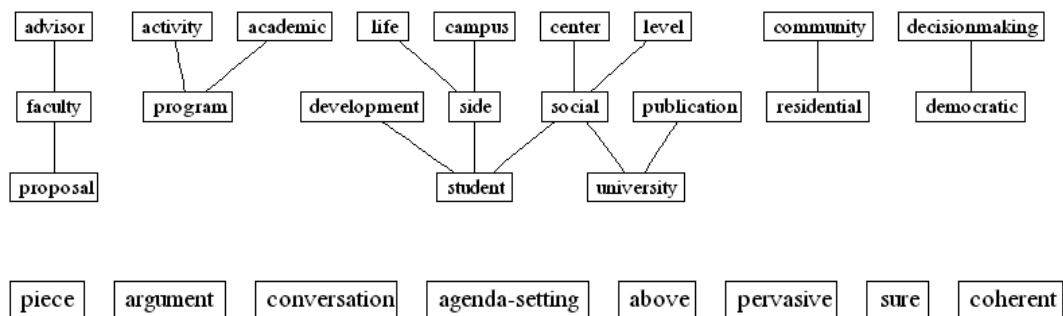 advisor activity academic life campus center level community decisionmaking
faculty program development side social publication residential democratic
proposal student university
piece argument conversation agenda-setting above pervasive sure coherent